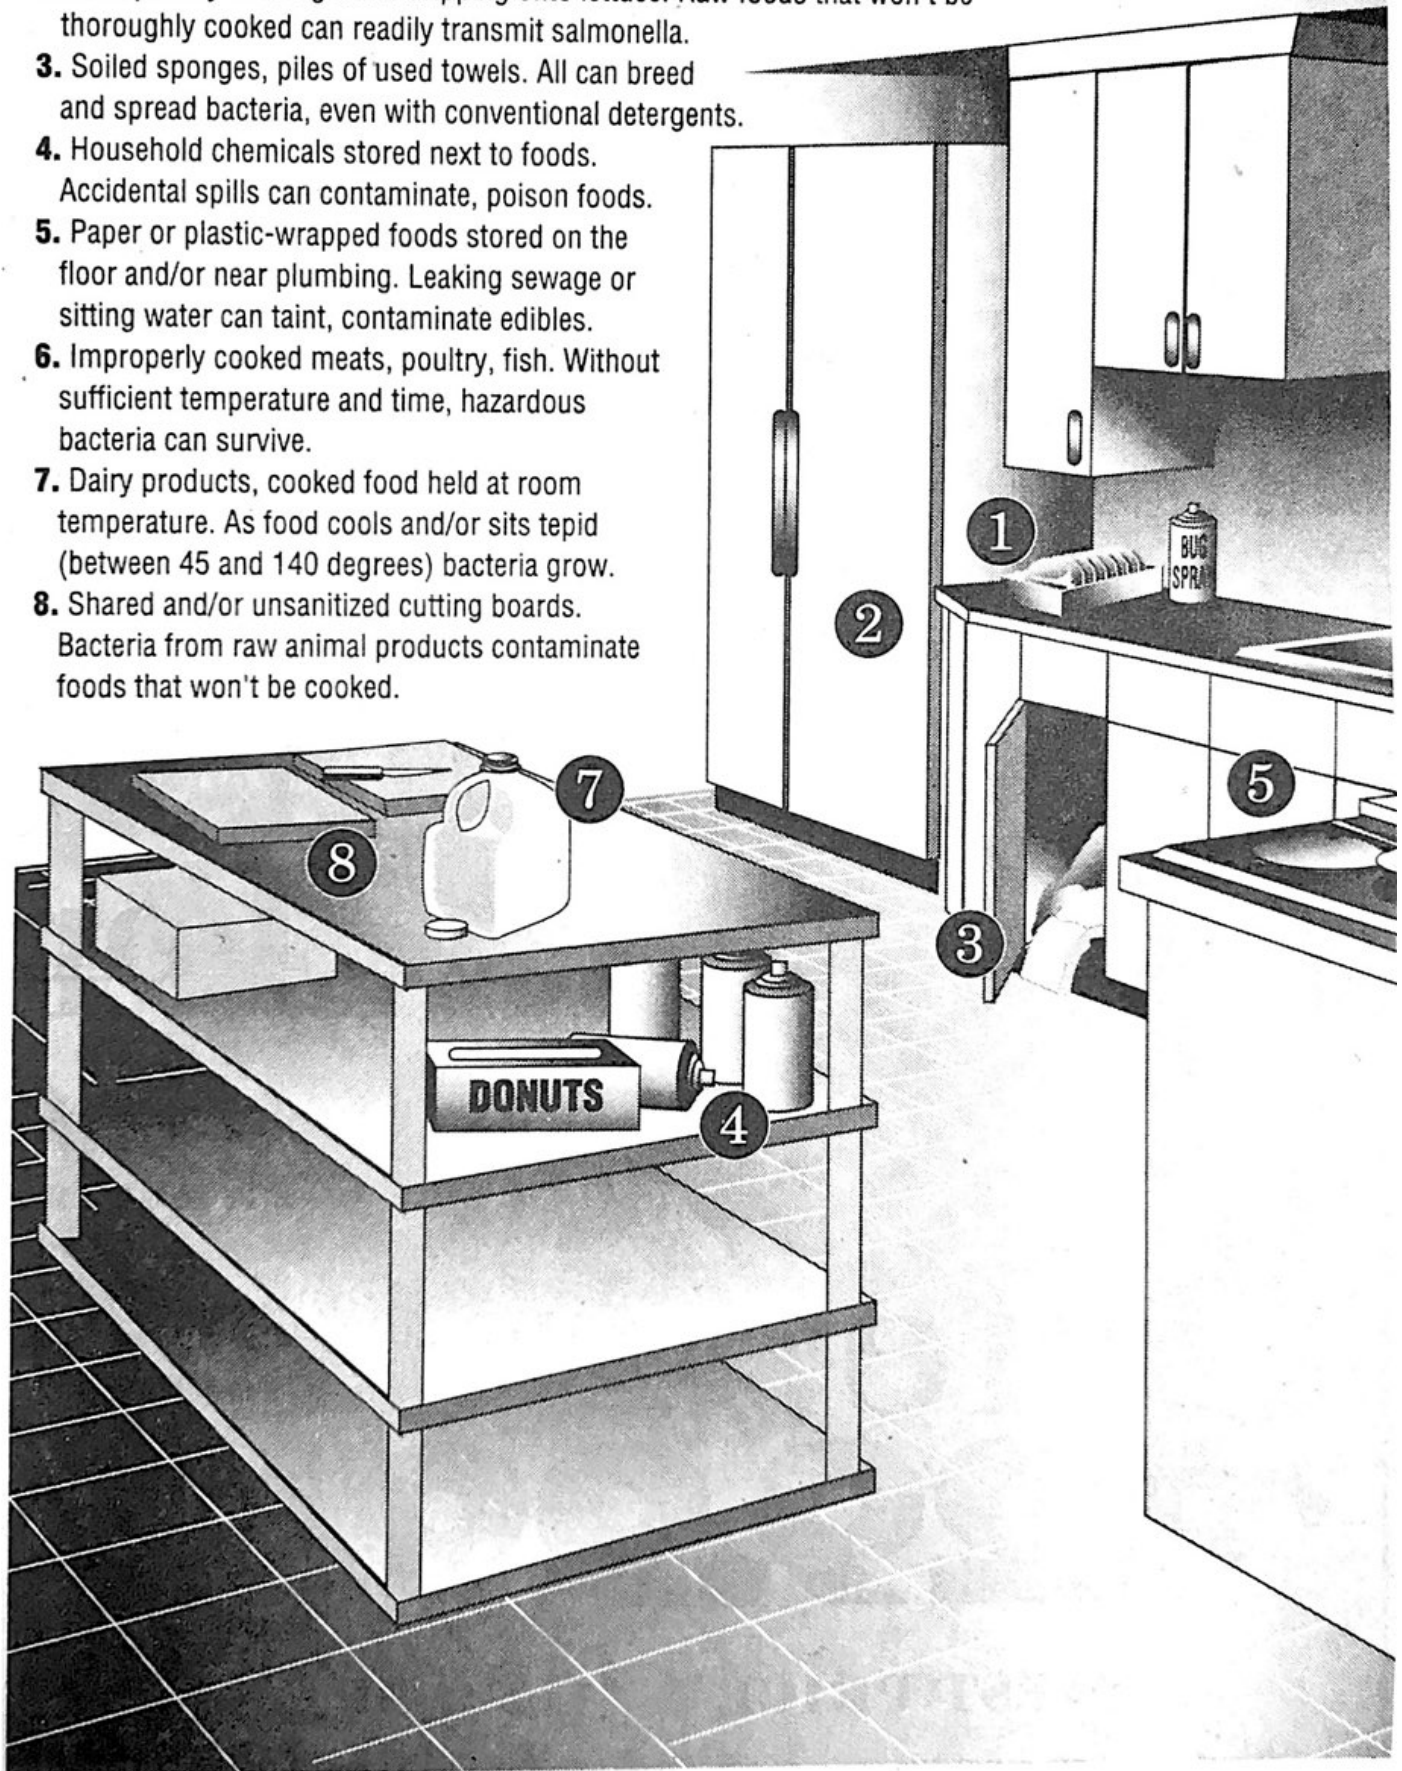 thoroughly cooked can readily transmit salmonella.
3. Soiled sponges, piles of used towels. All can breed
and spread bacteria, even with conventional detergents.
4. Household chemicals stored next to foods.
Accidental spills can contaminate, poison foods.
5. Paper or plastic-wrapped foods stored on the
floor and/or near plumbing. Leaking sewage or
sitting water can taint, contaminate edibles.
6. Improperly cooked meats, poultry, fish. Without
sufficient temperature and time, hazardous
bacteria can survive.
7. Dairy products, cooked food held at room
temperature. As food cools and/or sits tepid
(between 45 and 140 degrees) bacteria grow.
8. Shared and/or unsanitized cutting boards.
Bacteria from raw animal products contaminate
foods that won't be cooked.
1
BUG
SPRA
2
7
5
8
3
DONUTS
4